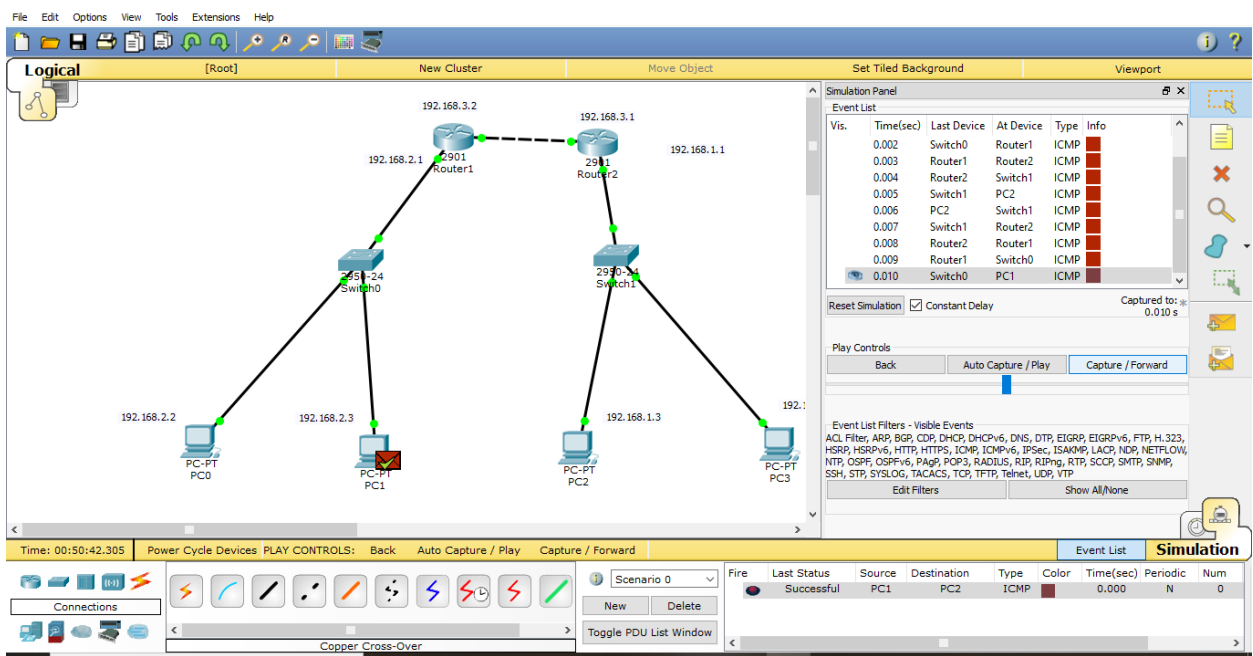 File Edit Options View Tools Extensions Help
Logical [Root] New Cluster Move Object Set Tiled Background Viewport
192.168.3.2
192.168.3.1
192.168.2.1
192.168.1.1
2901
Router1
2901
Router2
2950-24
Switch0
2950-24
Switch1
192.168.2.2
192.168.2.3
192.168.1.3
192.1
PC-PT
PC0
PC-PT
PC1
PC-PT
PC2
PC-PT
PC3
Simulation Panel
Event List
Vis. Time(sec) Last Device At Device Type Info
0.002 Switch0 Router1 ICMP
0.003 Router1 Router2 ICMP
0.004 Router2 Switch1 ICMP
0.005 Switch1 PC2 ICMP
0.006 PC2 Switch1 ICMP
0.007 Switch1 Router2 ICMP
0.008 Router2 Router1 ICMP
0.009 Router1 Switch0 ICMP
0.010 Switch0 PC1 ICMP
Reset Simulation Constant Delay Captured to: *
0.010 s
Play Controls
Back Auto Capture / Play Capture / Forward
Event List Filters - Visible Events
ACL Filter, ARP, BGP, CDP, DHCP, DHCPv6, DNS, DTP, EIGRP, EIGRPv6, FTP, H.323,
HSRP, HSRPv6, HTTP, HTTPS, ICMP, ICMPv6, IPSec, ISAKMP, LACP, NDP, NETFLOW,
NTP, OSPF, OSPFv6, PAgP, POP3, RADIUS, RIP, RIPng, RTP, SCCP, SMTP, SNMP,
SSH, STP, SYSLOG, TACACS, TCP, TFTP, Telnet, UDP, VTP
Edit Filters Show All/None
Time: 00:50:42.305 Power Cycle Devices PLAY CONTROLS: Back Auto Capture / Play Capture / Forward Event List Simulation
Connections
Copper Cross-Over
Scenario 0
New Delete
Toggle PDU List Window
Fire Last Status Source Destination Type Color Time(sec) Periodic Num
Successful PC1 PC2 ICMP 0.000 N 0